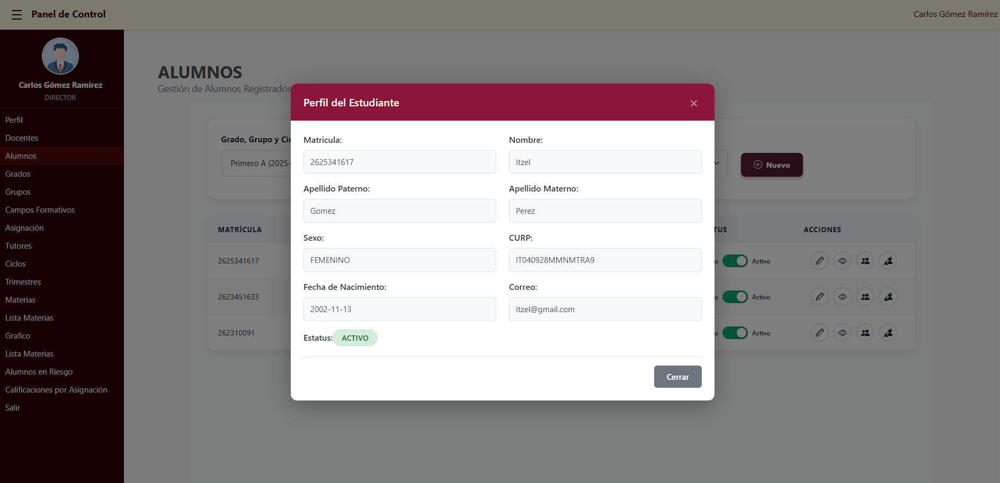 ☰ Panel de Control
Carlos Gómez Ramírez
Carlos Gómez Ramírez
DIRECTOR
Perfil
Docentes
Alumnos
Grados
Grupos
Campos Formativos
Asignación
Tutores
Ciclos
Trimestres
Materias
Lista Materias
Grafico
Lista Materias
Alumnos en Riesgo
Calificaciones por Asignación
Salir
ALUMNOS
Gestión de Alumnos Registrados
Grado, Grupo y Cic
Primero A (2025-
Nuevo
MATRÍCULA
TUS
ACCIONES
2625341617
o Activo
2623451633
o Activo
262310091
o Activo
Perfil del Estudiante
×
Matricula:
Nombre:
2625341617
Itzel
Apellido Paterno:
Apellido Materno:
Gomez
Perez
Sexo:
CURP:
FEMENINO
IT040928MMNMTRA9
Fecha de Nacimiento:
Correo:
2002-11-13
itzel@gmail.com
Estatus: ACTIVO
Cerrar